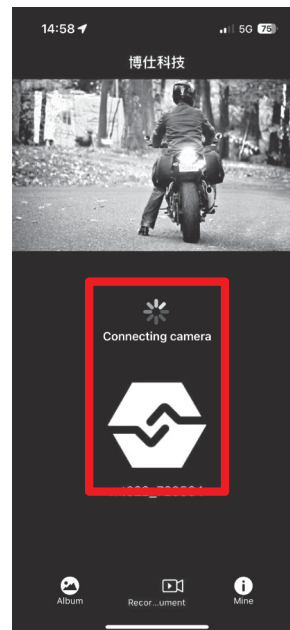 14:58
5G 75
博仕科技
Connecting camera
Album
Recor...ument
Mine